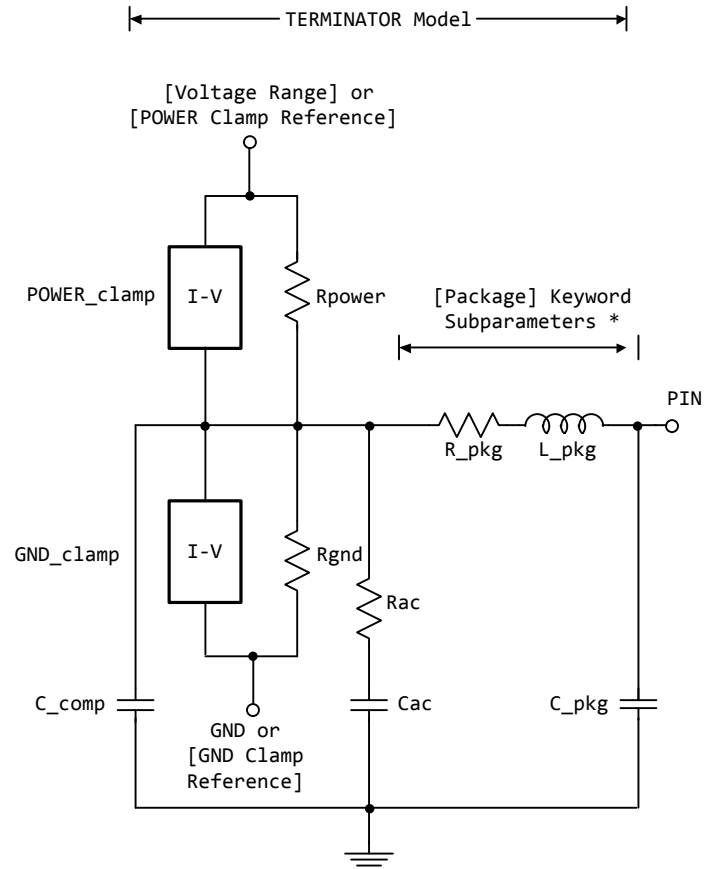 TERMINATOR Model
[Voltage Range] or
[POWER Clamp Reference]
POWER_clamp
I-V
Rpower
[Package] Keyword
Subparameters *
PIN
R_pkg
L_pkg
GND_clamp
I-V
Rgnd
Rac
C_comp
Cac
C_pkg
GND or
[GND Clamp
Reference]